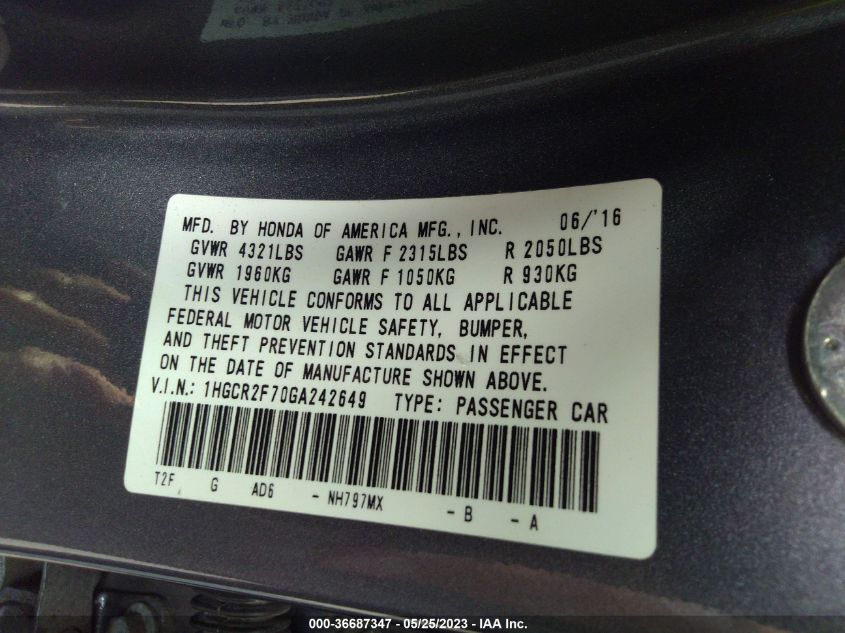 MFD. BY HONDA OF AMERICA MFG., INC. 06/'16
GVWR 4321LBS GAWR F 2315LBS R 2050LBS
GVWR 1960KG GAWR F 1050KG R 930KG
THIS VEHICLE CONFORMS TO ALL APPLICABLE
FEDERAL MOTOR VEHICLE SAFETY, BUMPER,
AND THEFT PREVENTION STANDARDS IN EFFECT
ON THE DATE OF MANUFACTURE SHOWN ABOVE.
V.I.N.: 1HGCR2F70GA242649 TYPE: PASSENGER CAR
T2F G AD6 - NH797MX - B - A
000-36687347 - 05/25/2023 - IAA Inc.